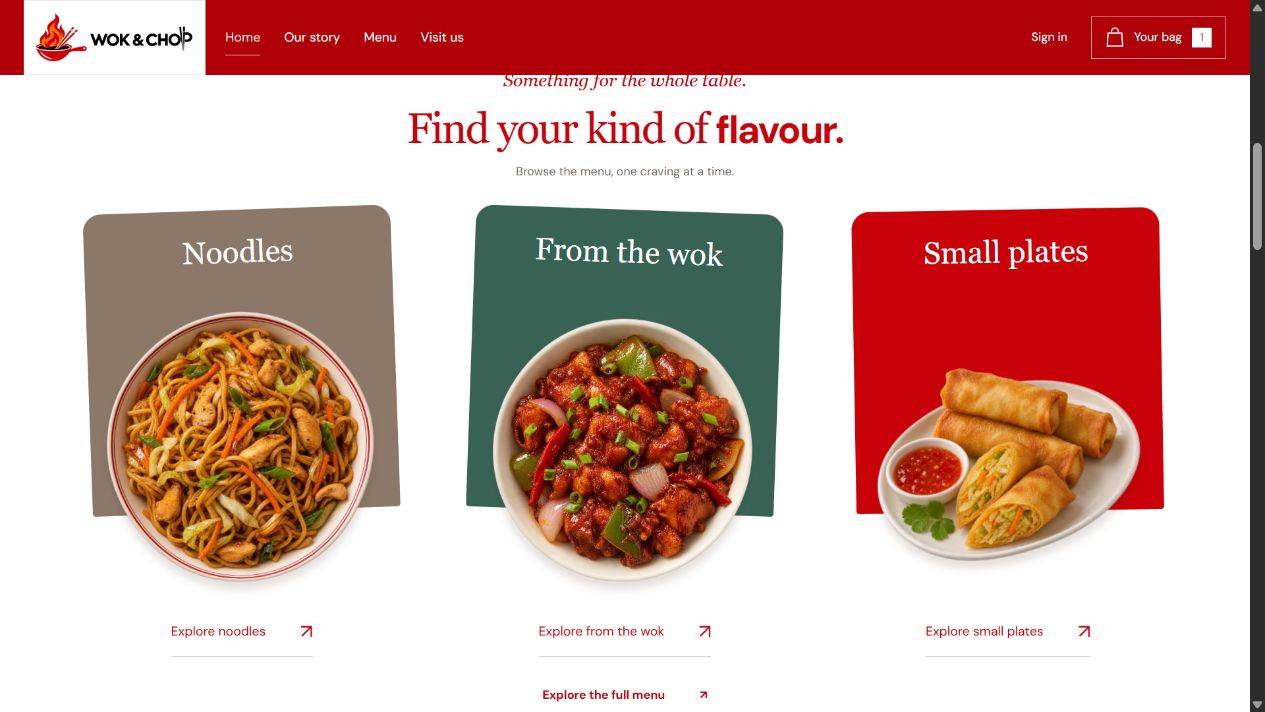 WOK & CHOP
Home
Our story
Menu
Visit us
Sign in
Your bag
1
Something for the whole table.
Find your kind of flavour.
Browse the menu, one craving at a time.
Noodles
From the wok
Small plates
Explore noodles
Explore from the wok
Explore small plates
Explore the full menu